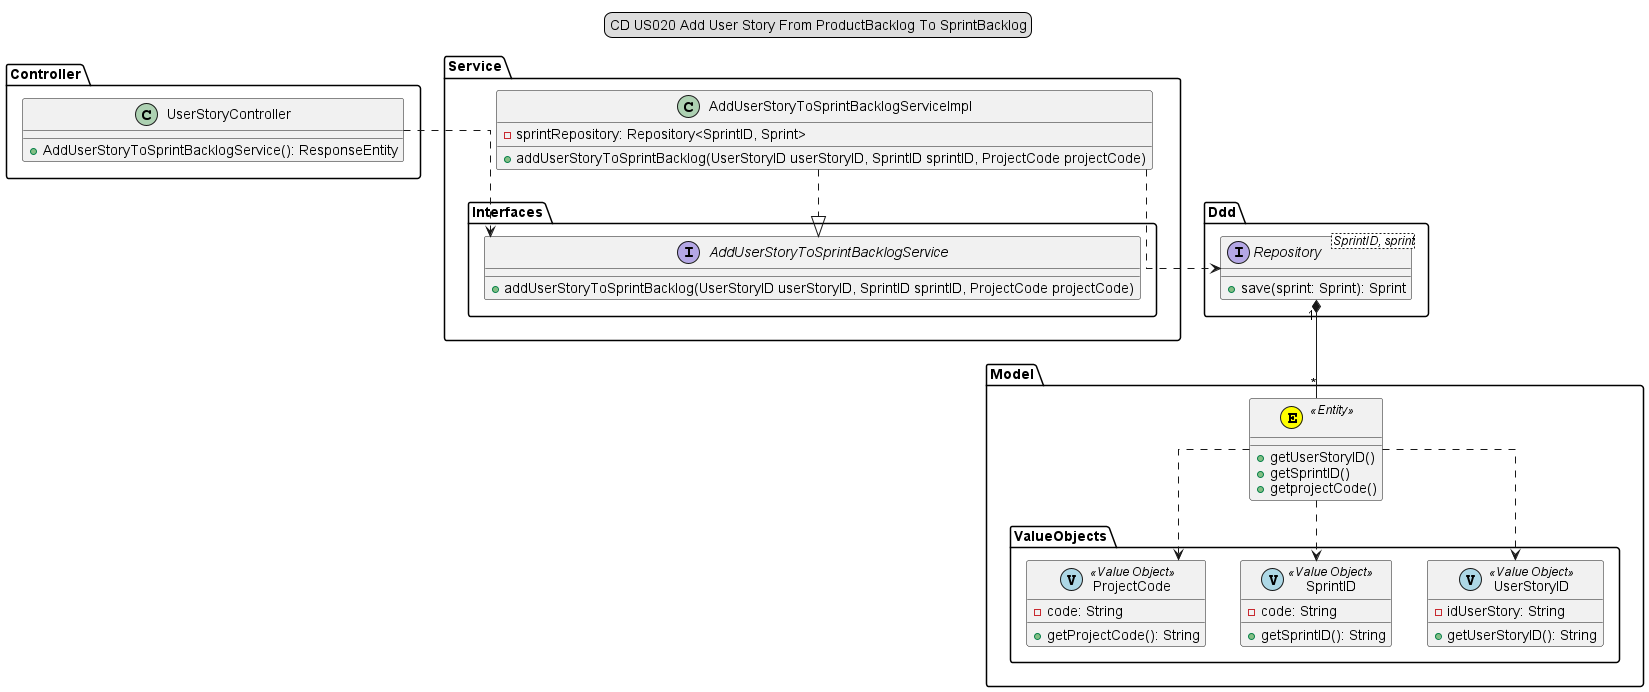 CD US020 Add User Story From ProductBacklog To SprintBacklog
Controller
C UserStoryController
AddUserStoryToSprintBacklogService(): ResponseEntity
Service
C AddUserStoryToSprintBacklogServiceImpl
sprintRepository: Repository<SprintID, Sprint>
addUserStoryToSprintBacklog(UserStoryID userStoryID, SprintID sprintID, ProjectCode projectCode)
Interfaces
I AddUserStoryToSprintBacklogService
addUserStoryToSprintBacklog(UserStoryID userStoryID, SprintID sprintID, ProjectCode projectCode)
Ddd
SprintID, sprint
I Repository
save(sprint: Sprint): Sprint
1
*
Model
E «Entity»
getUserStoryID()
getSprintID()
getprojectCode()
ValueObjects
V «Value Object»
ProjectCode
code: String
getProjectCode(): String
V «Value Object»
SprintID
code: String
getSprintID(): String
V «Value Object»
UserStoryID
idUserStory: String
getUserStoryID(): String